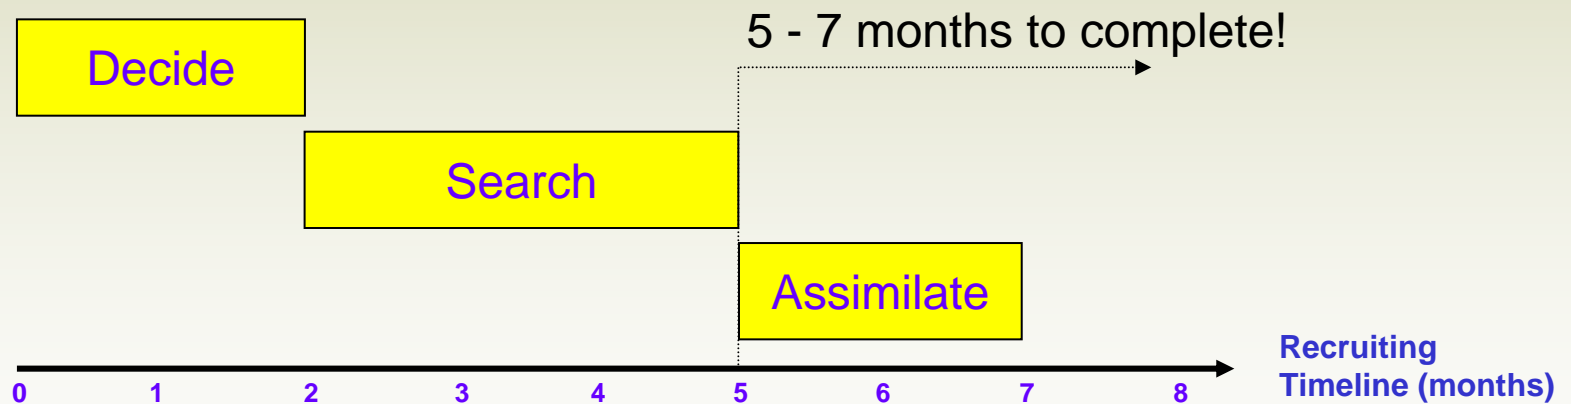 5 - 7 months to complete!
Decide
Search
Assimilate
Recruiting
Timeline (months)
0 1 2 3 4 5 6 7 8